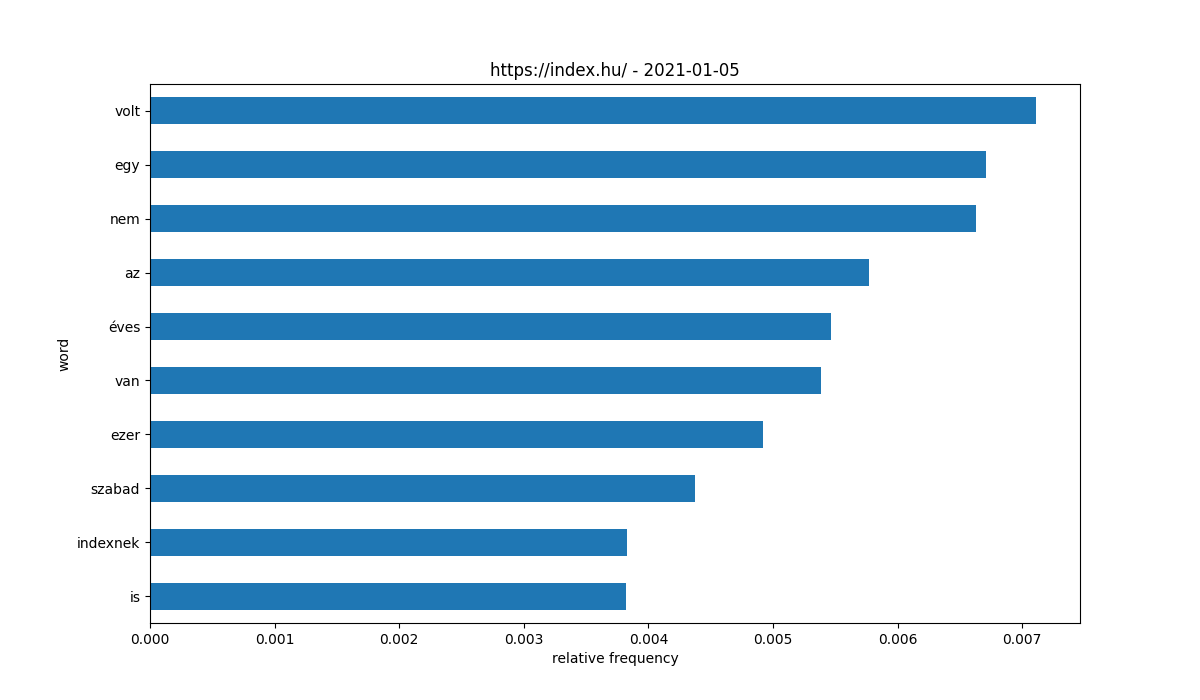 https://index.hu/ - 2021-01-05
volt
egy
nem
az
éves
van
ezer
szabad
indexnek
is
word
0.000 0.001 0.002 0.003 0.004 0.005 0.006 0.007
relative frequency